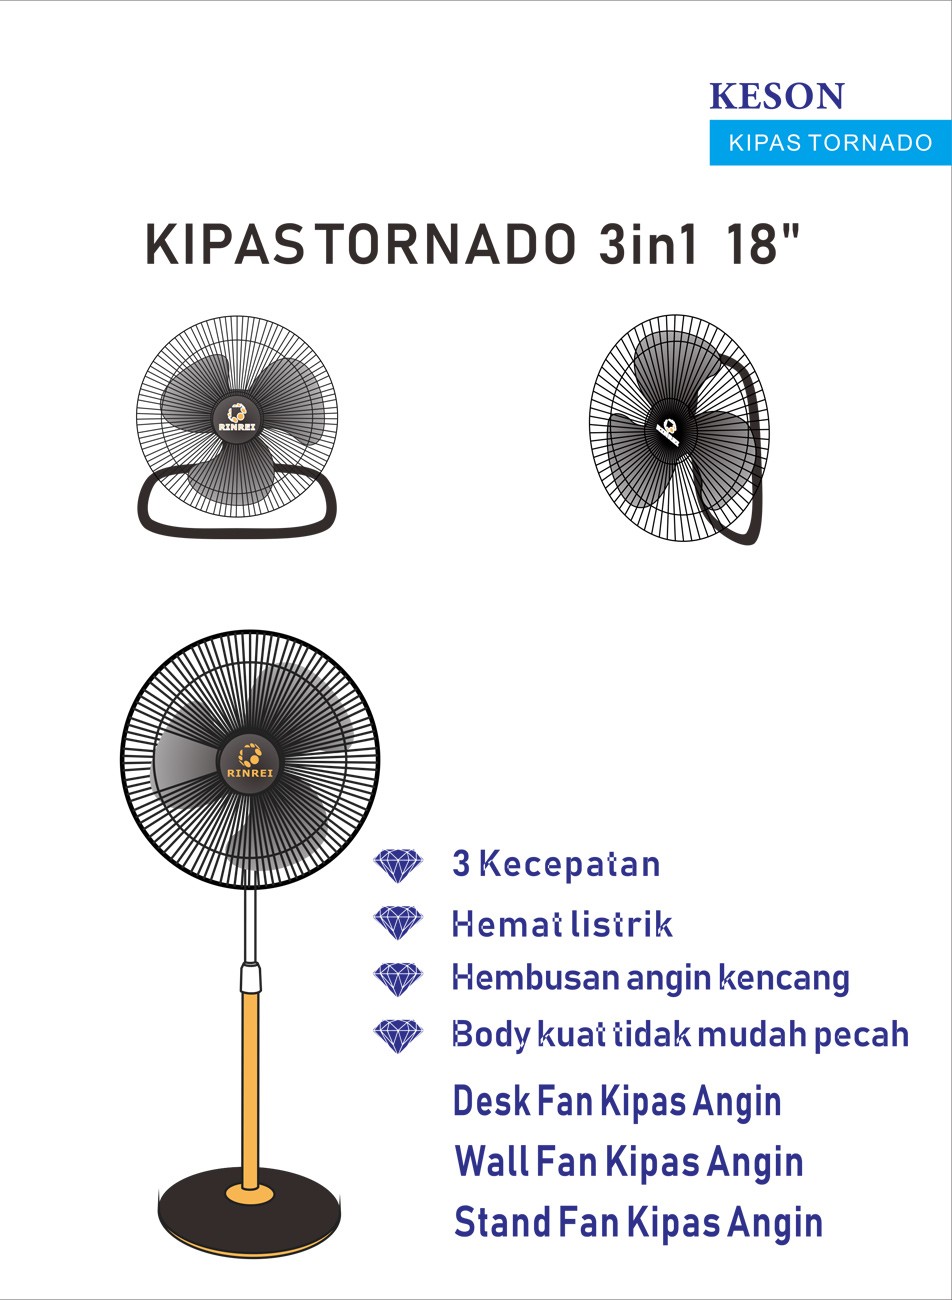 KESON
KIPAS TORNADO
KIPAS TORNADO 3in1 18"
RINREI
RINREI
RINREI
3 Kecepatan
Hemat listrik
Hembusan angin kencang
Body kuat tidak mudah pecah
Desk Fan Kipas Angin
Wall Fan Kipas Angin
Stand Fan Kipas Angin